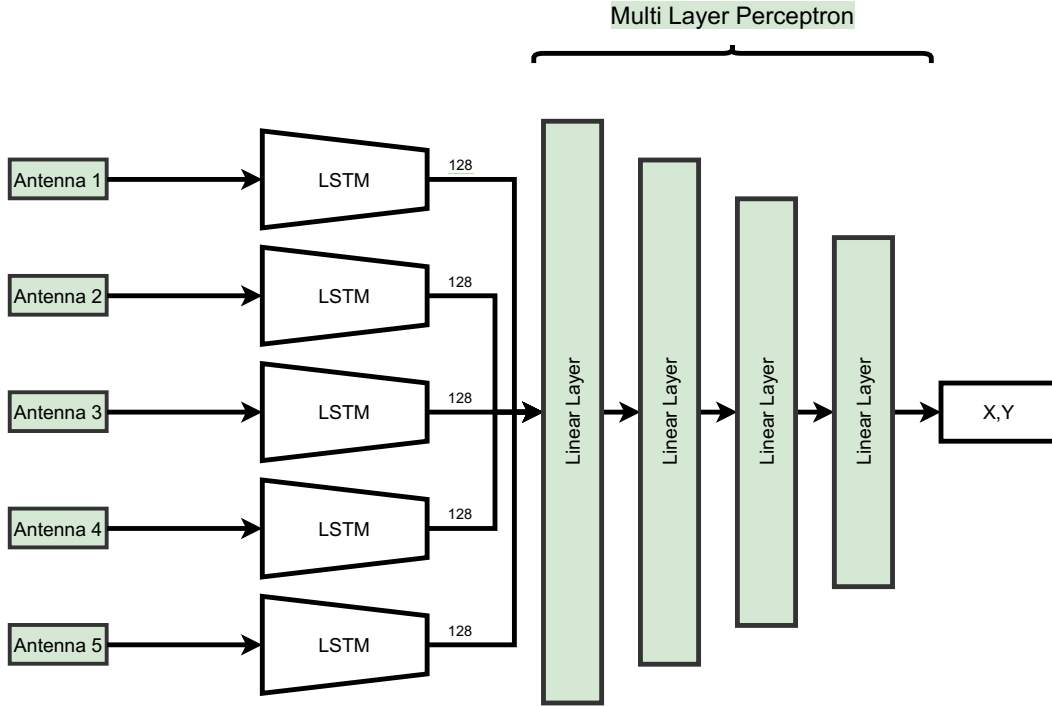 Multi Layer Perceptron
Antenna 1
LSTM
128
Antenna 2
LSTM
128
Antenna 3
LSTM
128
Antenna 4
LSTM
128
Antenna 5
LSTM
128
Linear Layer
Linear Layer
Linear Layer
Linear Layer
X,Y